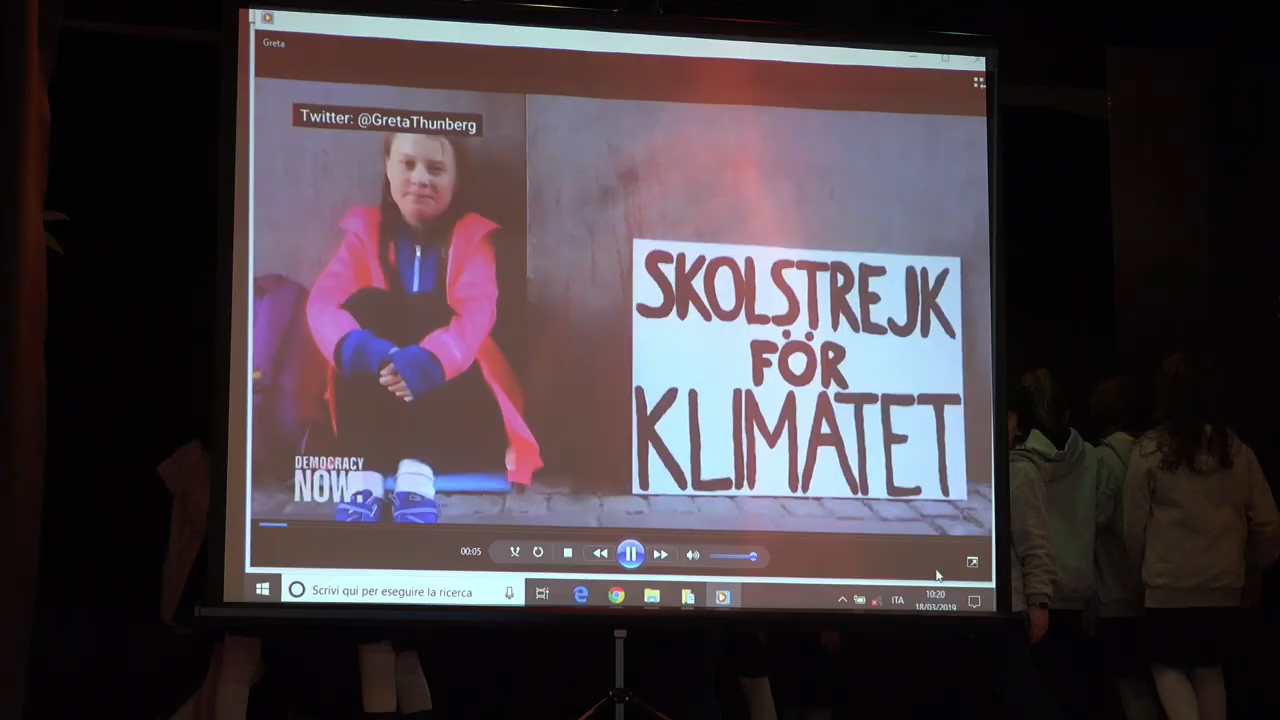 Greta
Twitter: @GretaThunberg
SKOLSTREJK
FÖR
KLIMATET
DEMOCRACY
NOW
00:05
Scrivi qui per eseguire la ricerca
ITA
10:20
18/03/2019